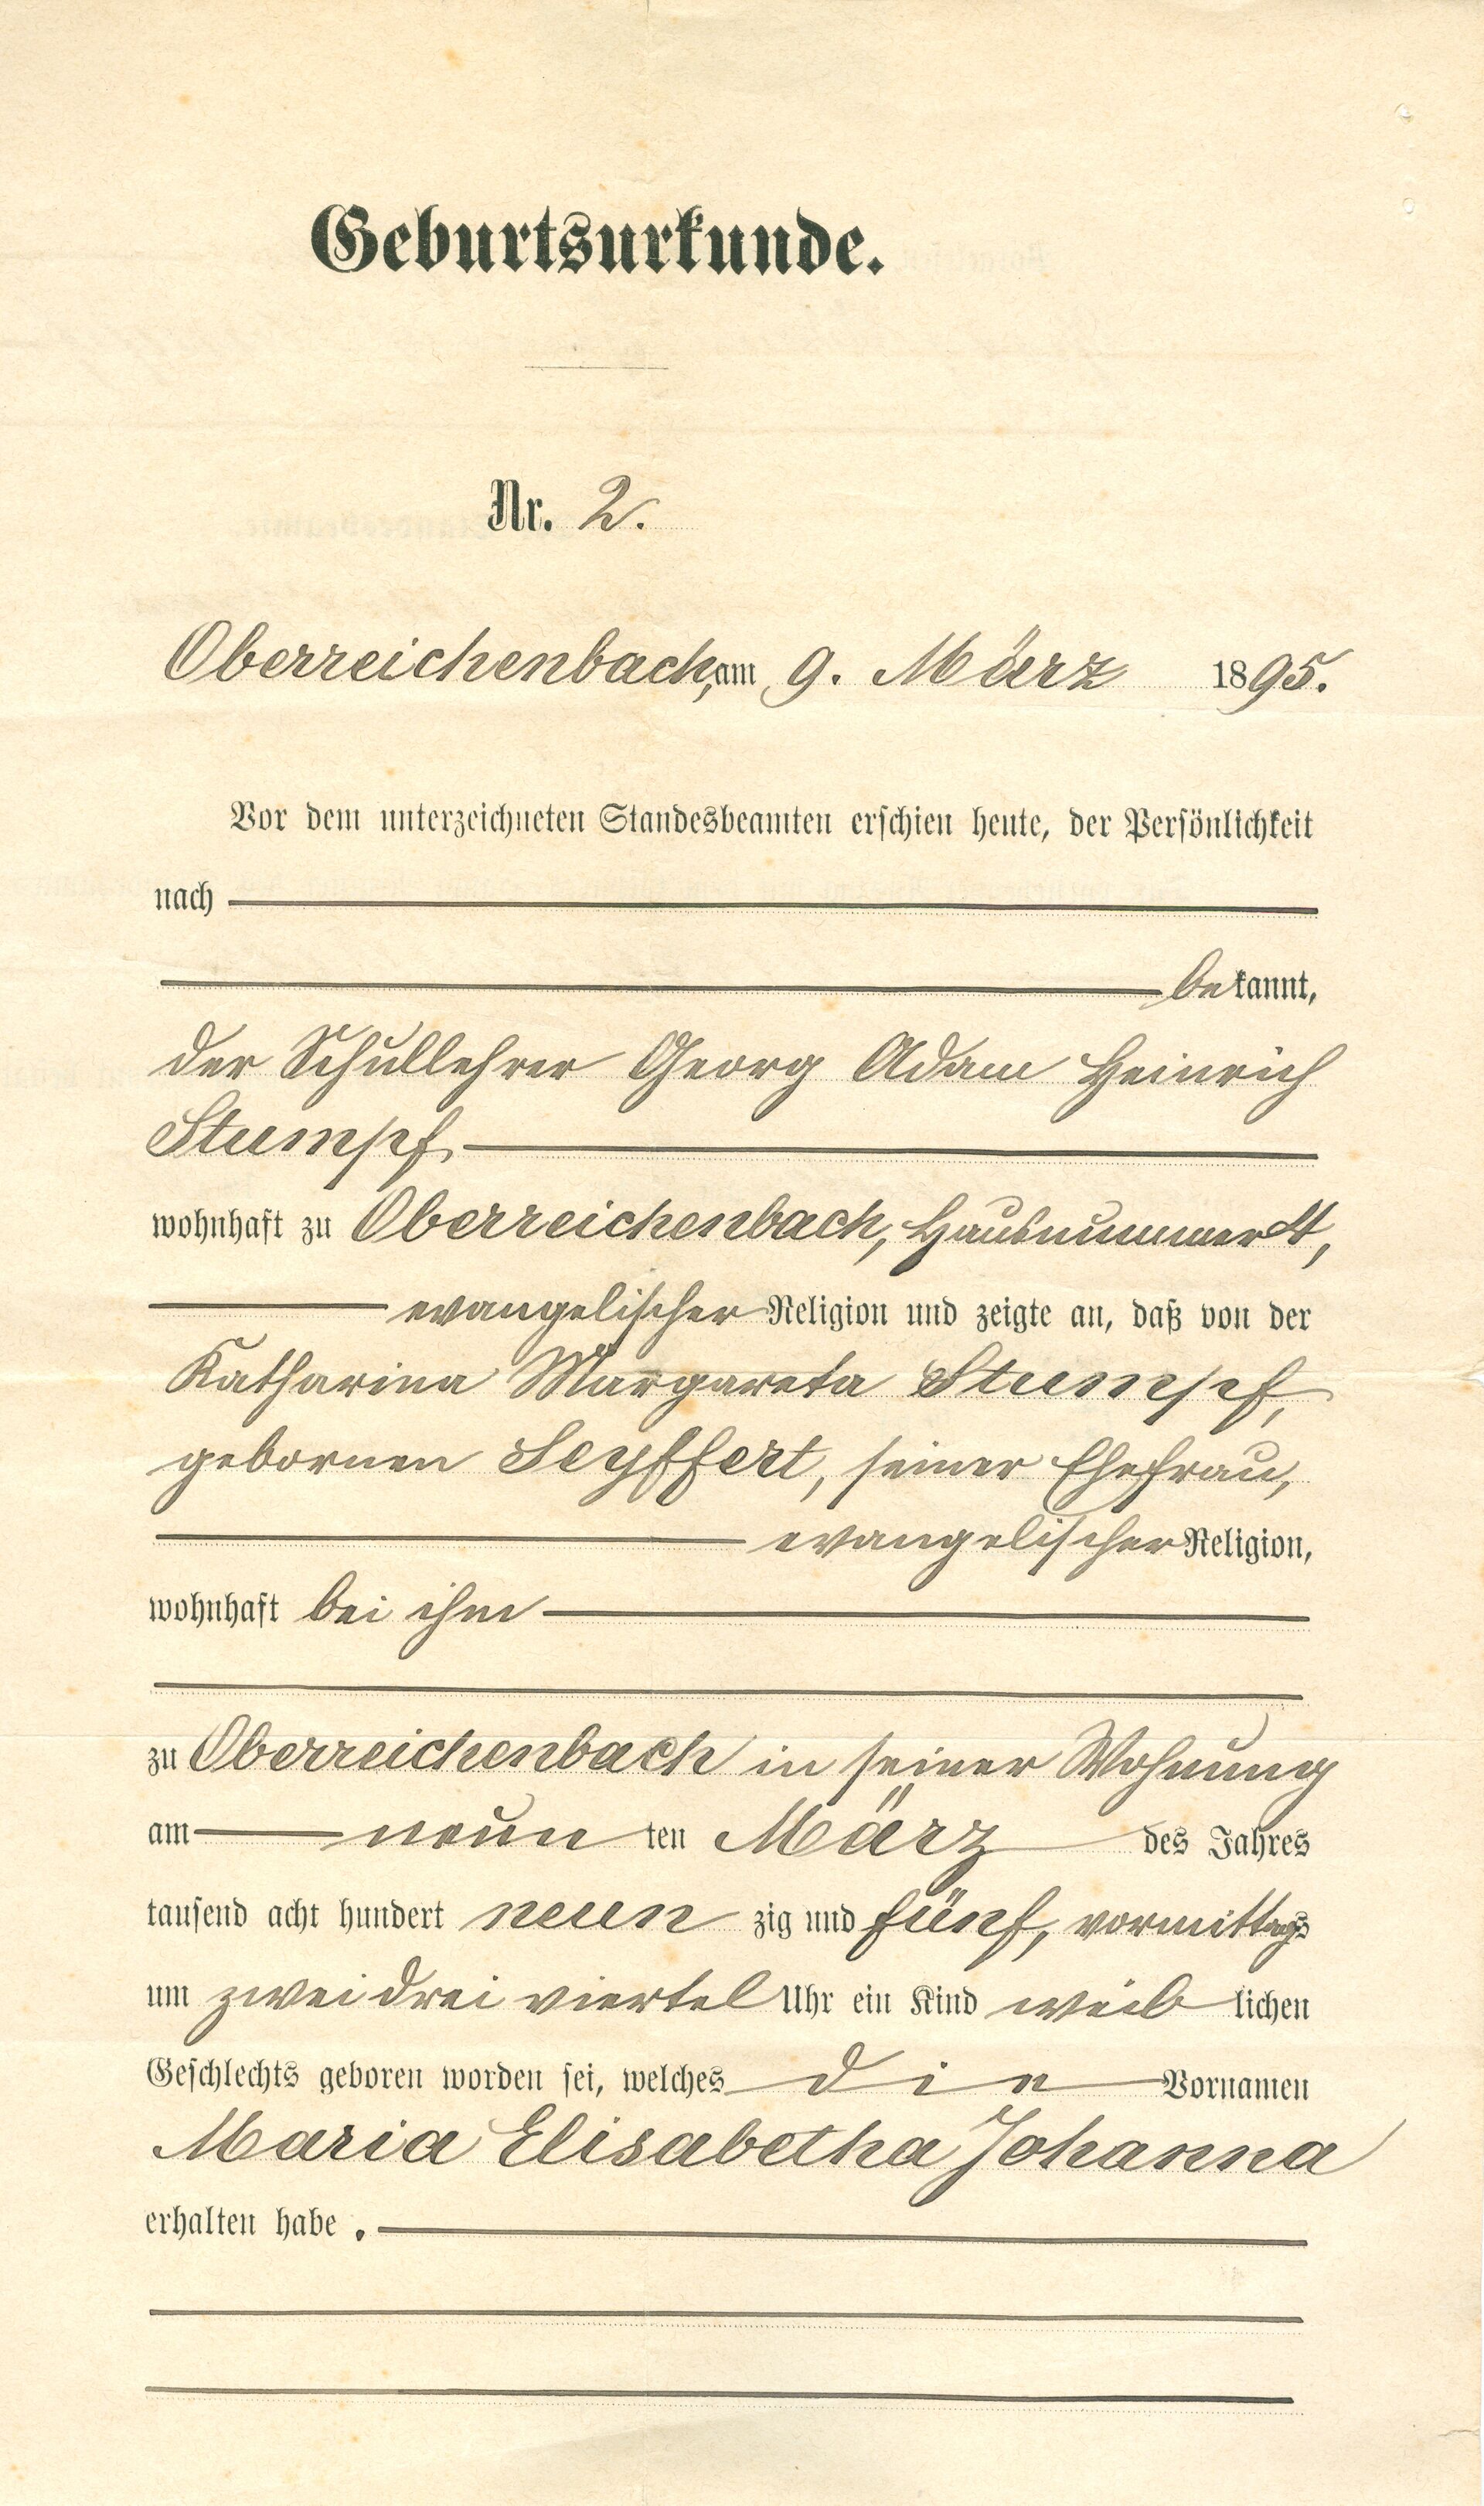 Geburtsurkunde.
Nr. 2.
Oberreichenbach, am 9. März 1895.
Vor dem unterzeichneten Standesbeamten erschien heute, der Persönlichkeit
nach
bekannt,
der Schullehrer Georg Adam Heinrich
Stumpf,
wohnhaft zu Oberreichenbach, Hausnummer 4,
evangelischer Religion und zeigte an, daß von der
Katharina Margareta Stumpf,
gebornen Seyffert, seiner Ehefrau,
evangelischer Religion,
wohnhaft bei ihm
zu Oberreichenbach in seiner Wohnung
am neun ten März des Jahres
tausend acht hundert neun zig und fünf, vormittags
um zwei drei viertel Uhr ein Kind weib lichen
Geschlechts geboren worden sei, welches die Vornamen
Maria Elisabetha Johanna
erhalten habe .